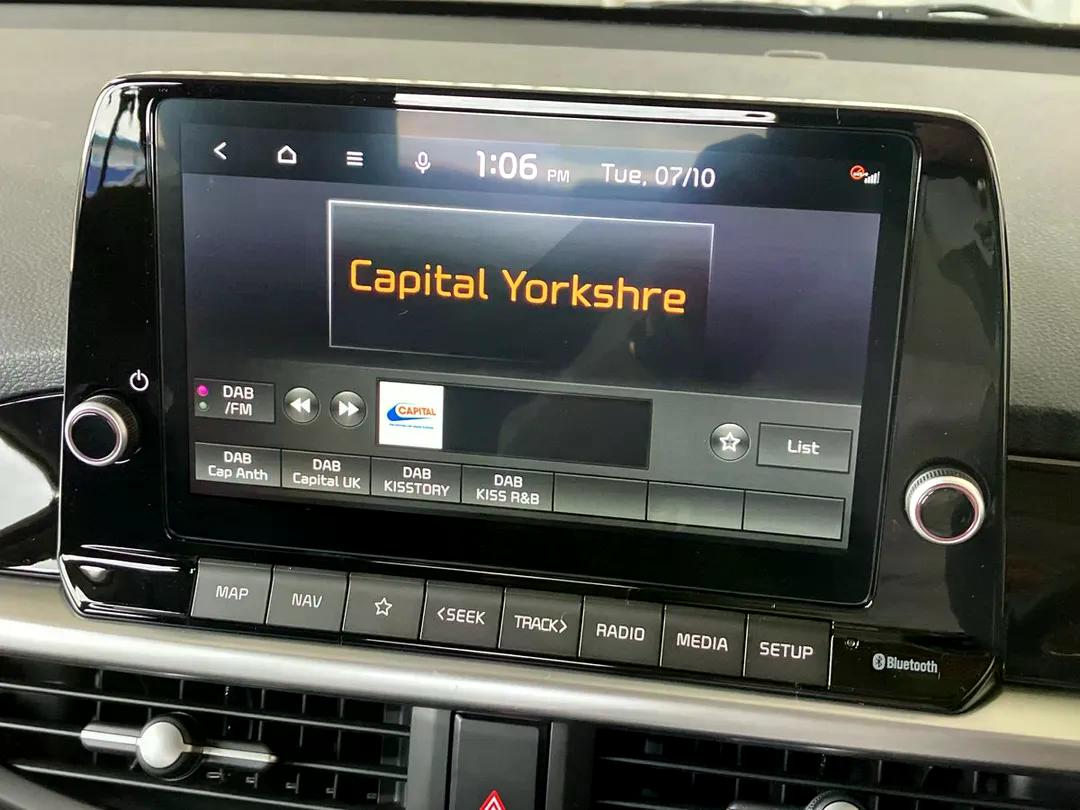 1:06 PM Tue, 07/10
Capital Yorkshre
DAB
/FM
CAPITAL
List
DAB
Cap Anth
DAB
Capital UK
DAB
KISSTORY
DAB
KISS R&B
MAP
NAV
<SEEK
TRACK>
RADIO
MEDIA
SETUP
Bluetooth